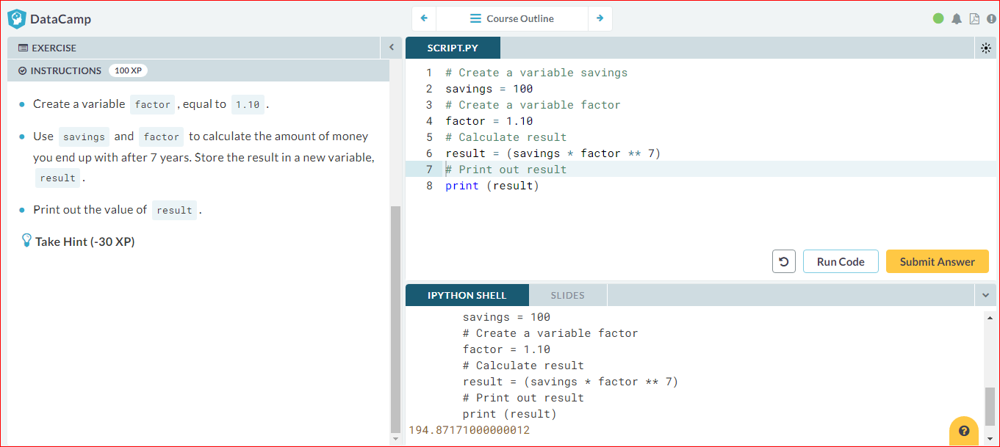 DataCamp
Course Outline
EXERCISE
INSTRUCTIONS 100 XP
Create a variable factor , equal to 1.10 .
Use savings and factor to calculate the amount of money
you end up with after 7 years. Store the result in a new variable,
result .
Print out the value of result .
Take Hint (-30 XP)
SCRIPT.PY
1 # Create a variable savings
2 savings = 100
3 # Create a variable factor
4 factor = 1.10
5 # Calculate result
6 result = (savings * factor ** 7)
7 # Print out result
8 print (result)
Run Code
Submit Answer
IPYTHON SHELL
SLIDES
savings = 100
# Create a variable factor
factor = 1.10
# Calculate result
result = (savings * factor ** 7)
# Print out result
print (result)
194.87171000000012
?